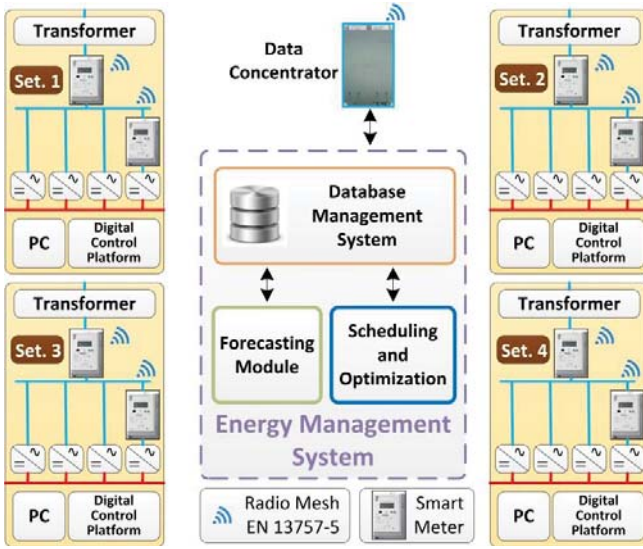 Transformer
Set. 1
PC
Digital
Control
Platform
Transformer
Set. 3
PC
Digital
Control
Platform
Data
Concentrator
Database
Management
System
Forecasting
Module
Scheduling
and
Optimization
Energy Management
System
Radio Mesh
EN 13757-5
Smart
Meter
Transformer
Set. 2
PC
Digital
Control
Platform
Transformer
Set. 4
PC
Digital
Control
Platform